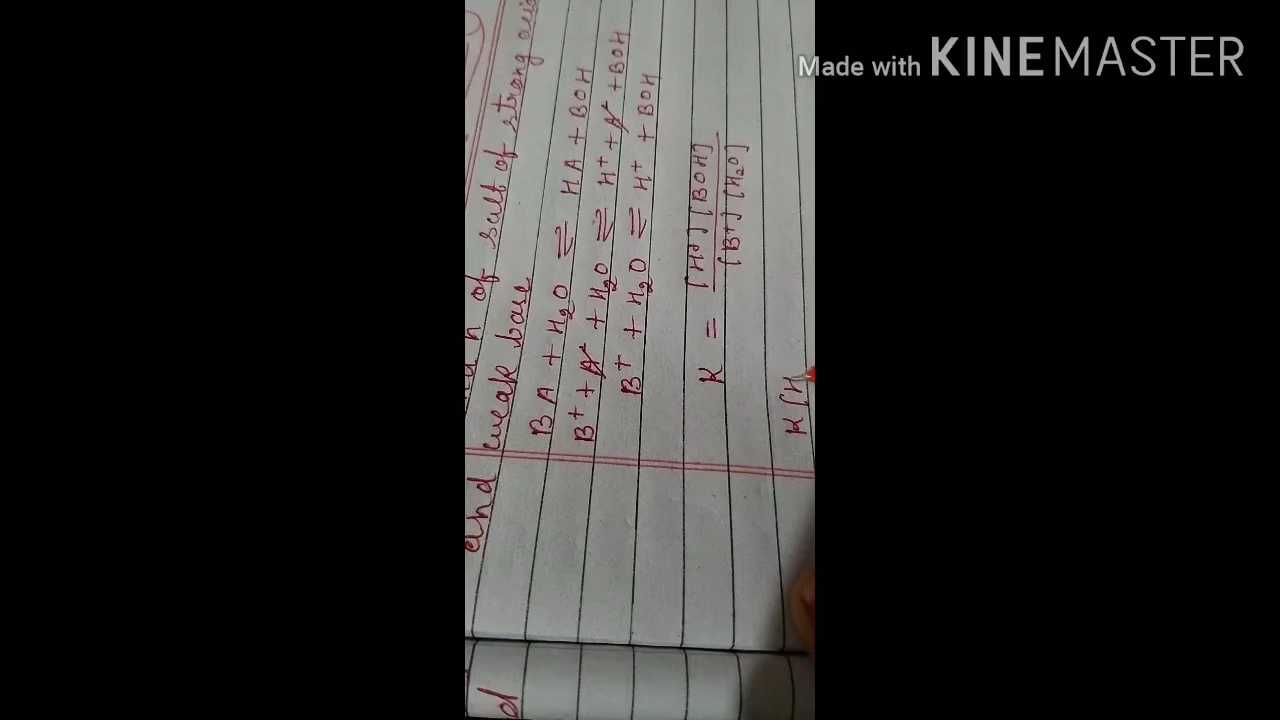 of salt of strong
and weak base
BA + H₂O ⇌ HA + BOH
B⁺ + A⁻ + H₂O ⇌ H⁺ + A⁻ + BOH
B⁺ + H₂O ⇌ H⁺ + BOH
K = [H⁺] [BOH]
[B⁺] [H₂O]
K [H
d
Made with KINEMASTER